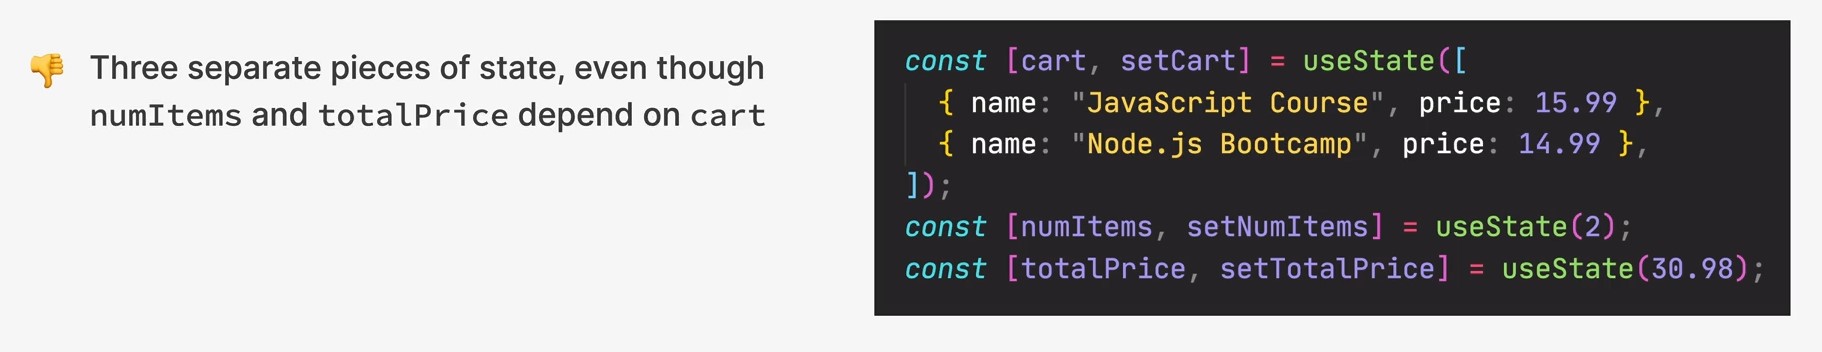 👎 Three separate pieces of state, even though
numItems and totalPrice depend on cart
const [cart, setCart] = useState([
  { name: "JavaScript Course", price: 15.99 },
  { name: "Node.js Bootcamp", price: 14.99 },
]);
const [numItems, setNumItems] = useState(2);
const [totalPrice, setTotalPrice] = useState(30.98);